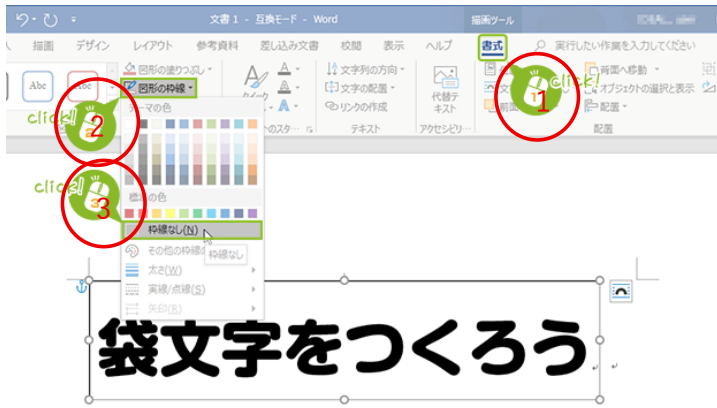 文書 1 - 互換モード - Word
描画ツール
描画 デザイン レイアウト 参考資料 差し込み文書 校閲 表示 ヘルプ 書式 実行したい作業を入力してください
Abc
図形の塗りつぶし
文字列の方向
背面へ移動
図形の枠線
文字の配置
オブジェクトの選択と表示
リンクの作成
代替テキスト
配置
テキスト
アクセシビリ…
配置
click!
1
click!
2
テーマの色
click!
3
標準の色
枠線なし(N)
その他の枠線
枠線なし
太さ(W)
実線/点線(S)
矢印(R)
袋文字をつくろう